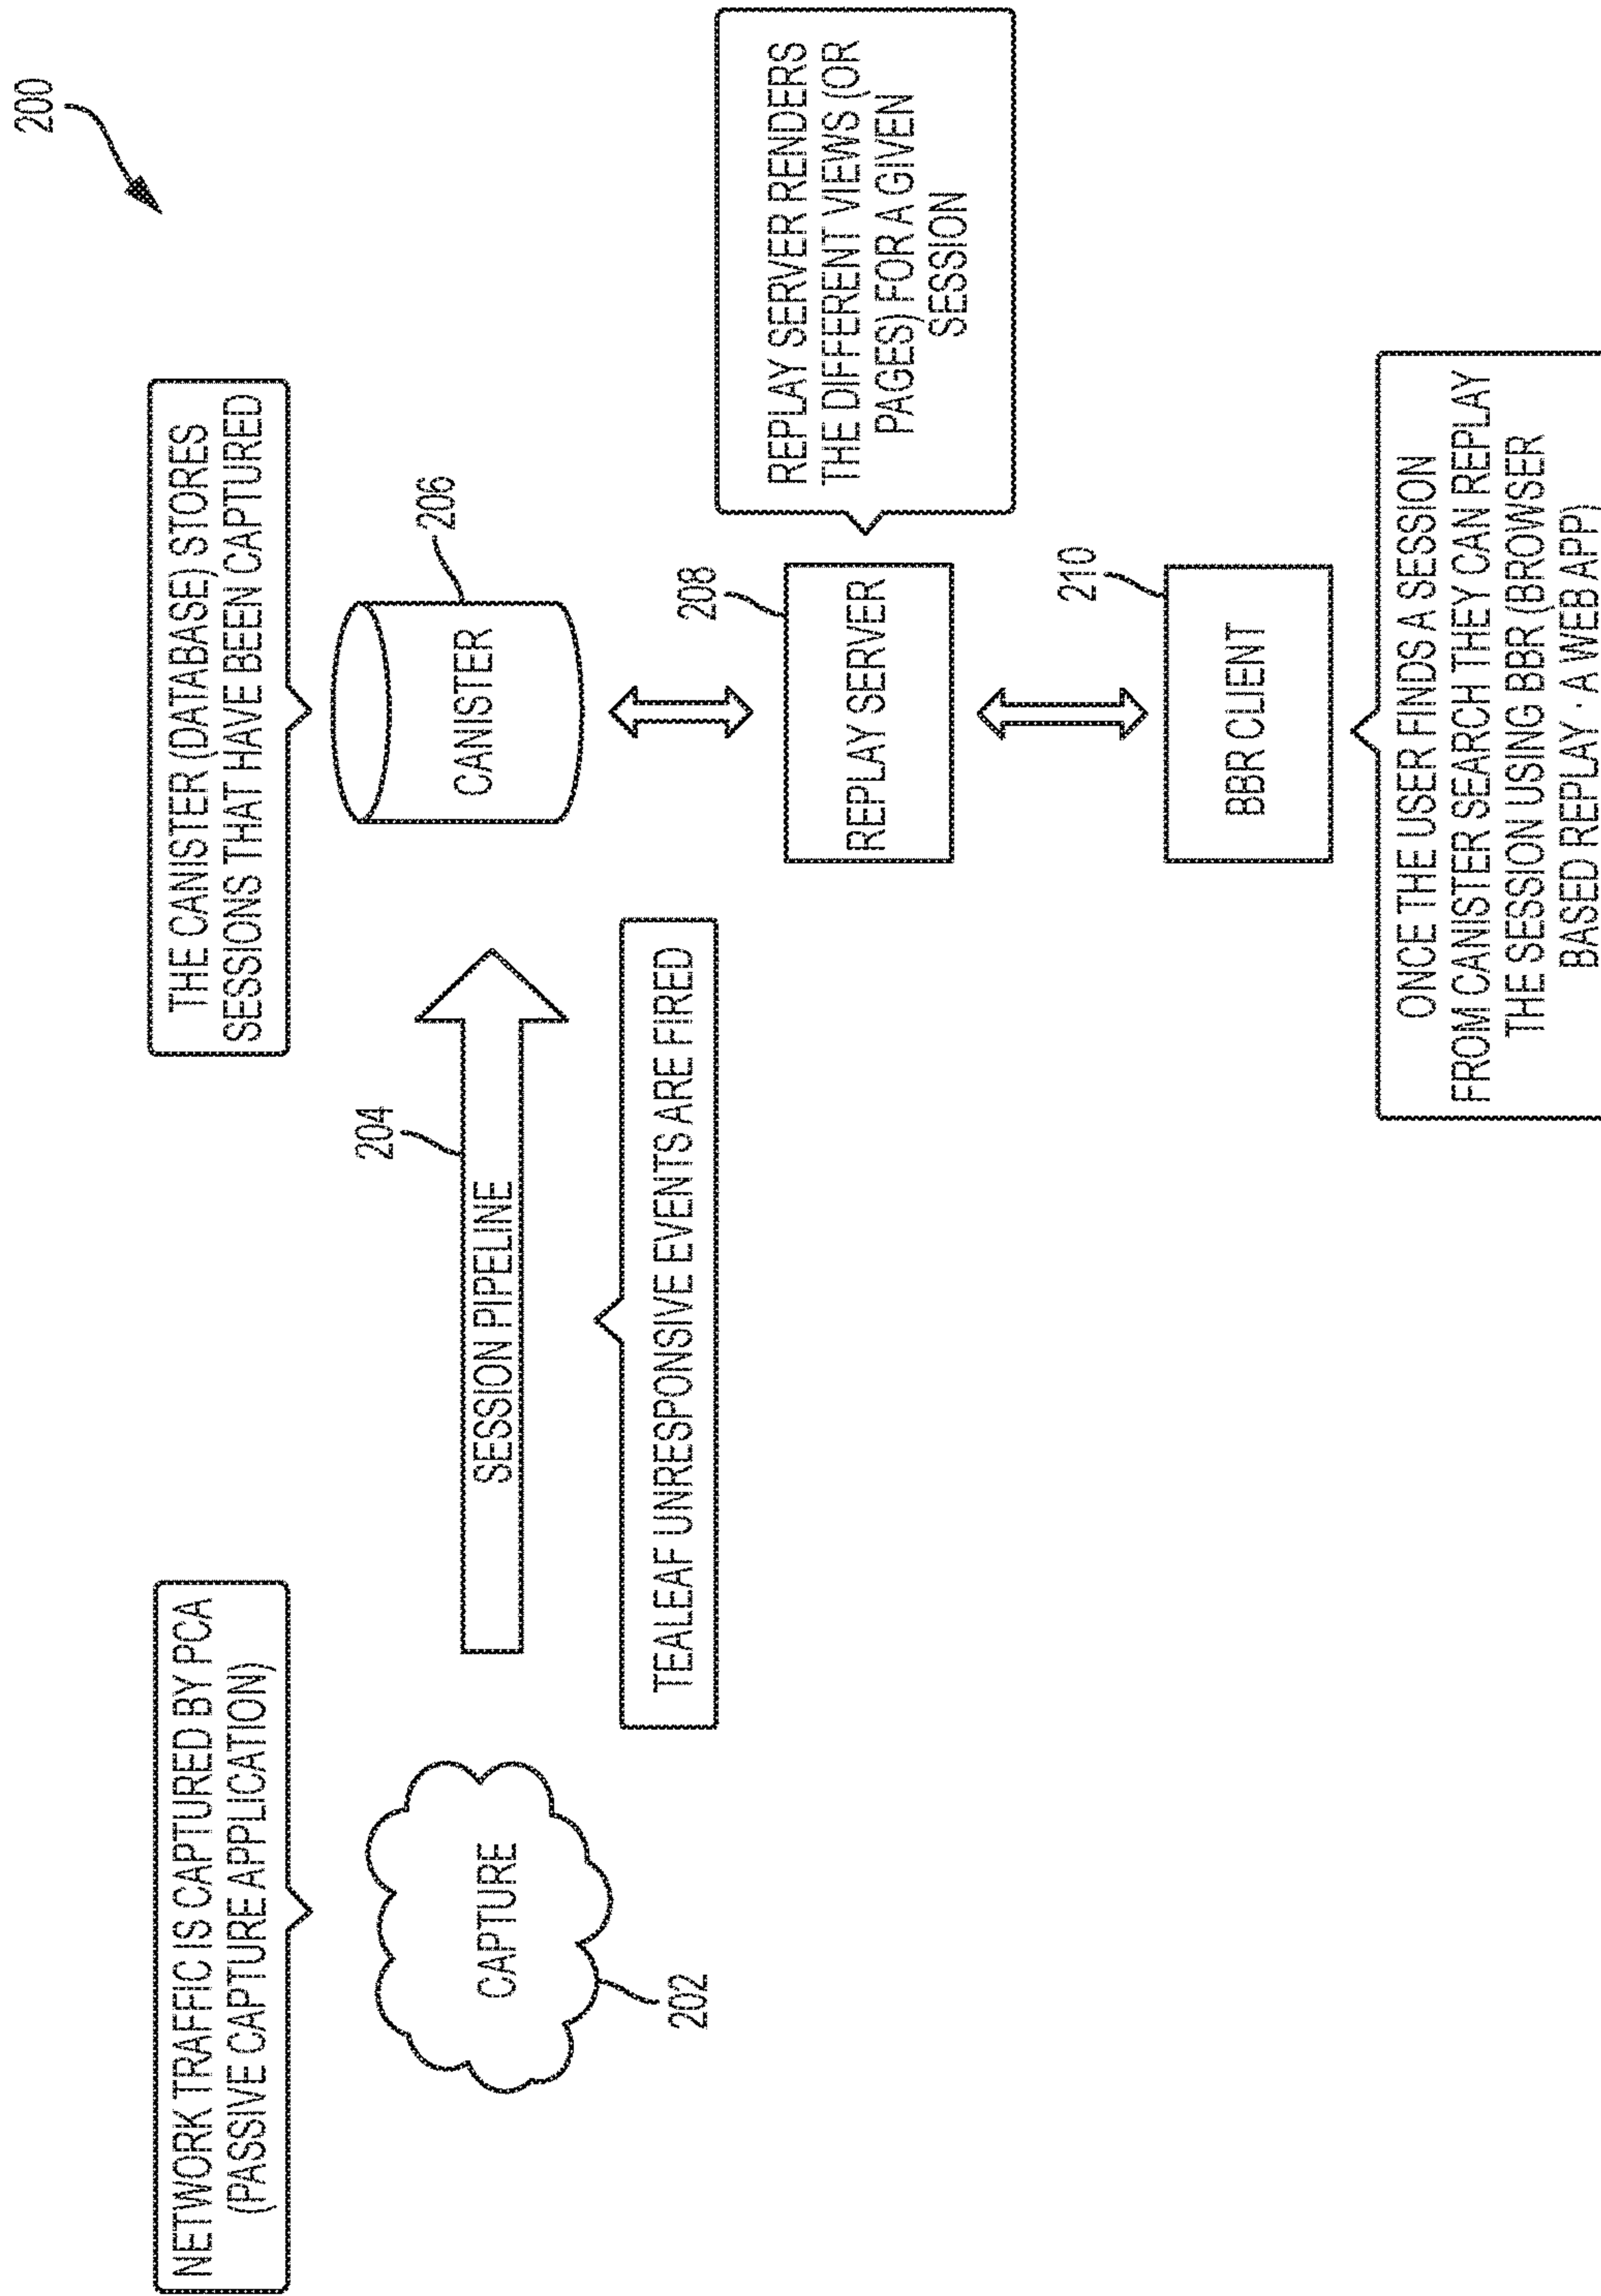 200
NETWORK TRAFFIC IS CAPTURED BY PCA
(PASSIVE CAPTURE APPLICATION)
CAPTURE
202
204
SESSION PIPELINE
TEALEAF UNRESPONSIVE EVENTS ARE FIRED
THE CANISTER (DATABASE) STORES
SESSIONS THAT HAVE BEEN CAPTURED
206
CANISTER
208
REPLAY SERVER
REPLAY SERVER RENDERS
THE DIFFERENT VIEWS (OR
PAGES) FOR A GIVEN
SESSION
210
BBR CLIENT
ONCE THE USER FINDS A SESSION
FROM CANISTER SEARCH THEY CAN REPLAY
THE SESSION USING BBR (BROWSER
BASED REPLAY - A WEB APP)